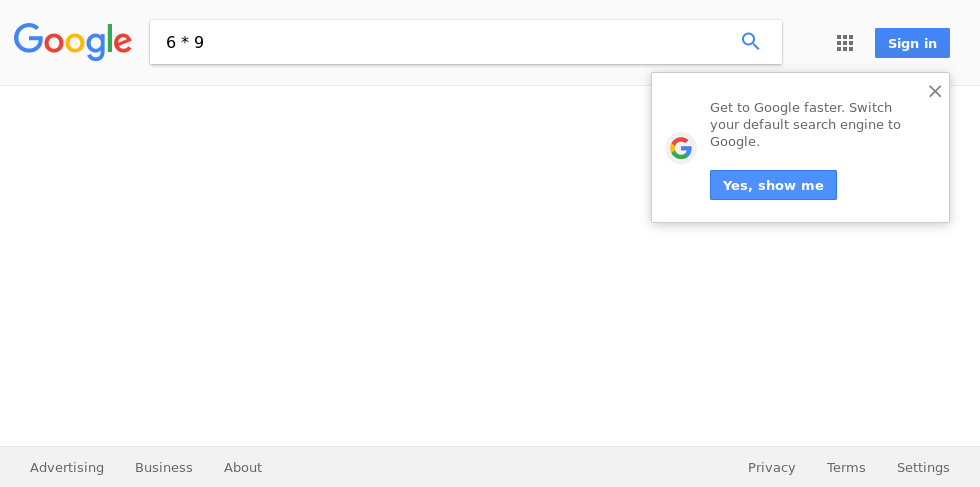 Google
6 * 9
Sign in
Get to Google faster. Switch
your default search engine to
Google.
Yes, show me
Advertising Business About Privacy Terms Settings